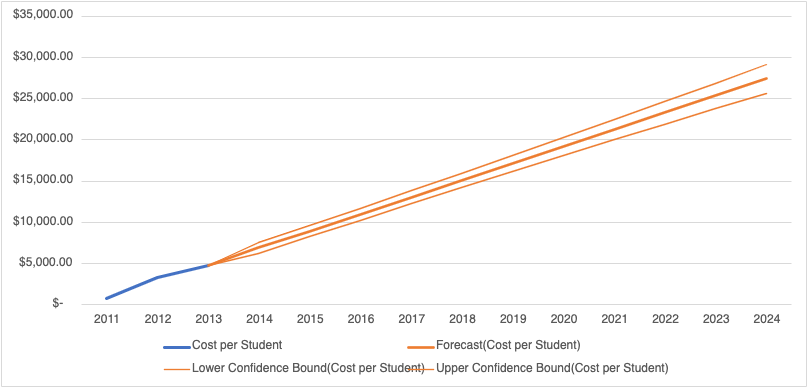 $35,000.00
$30,000.00
$25,000.00
$20,000.00
$15,000.00
$10,000.00
$5,000.00
$-
2011 2012 2013 2014 2015 2016 2017 2018 2019 2020 2021 2022 2023 2024
Cost per Student Forecast(Cost per Student)
Lower Confidence Bound(Cost per Student) Upper Confidence Bound(Cost per Student)